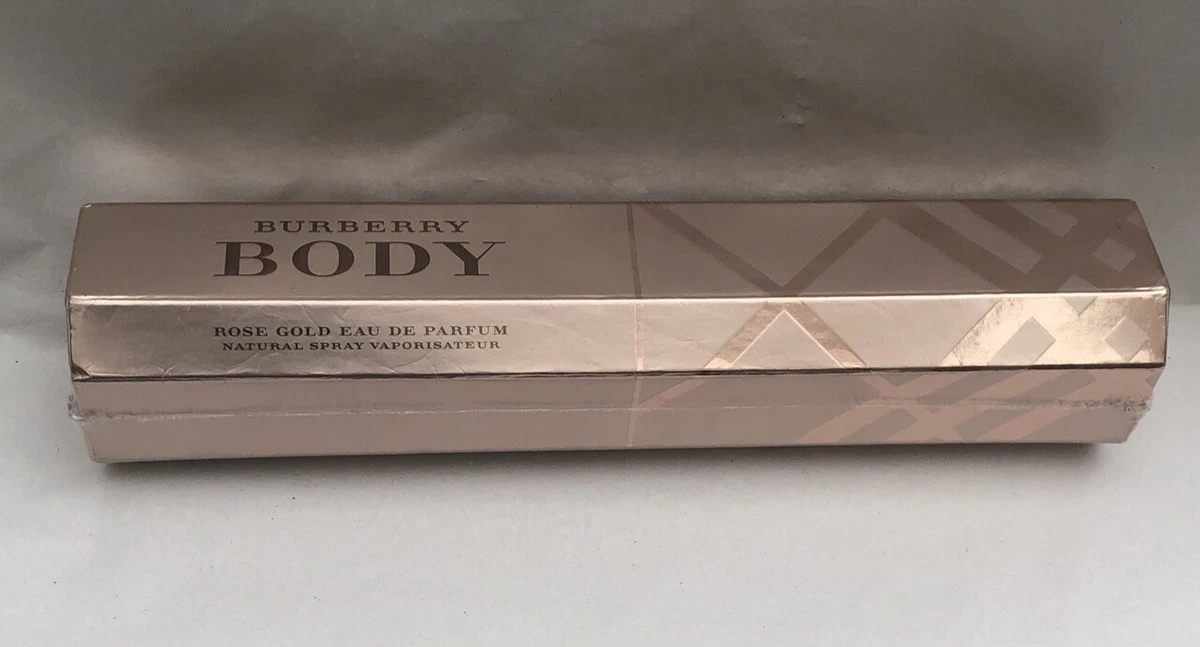 BURBERRY
BODY
ROSE GOLD EAU DE PARFUM
NATURAL SPRAY VAPORISATEUR